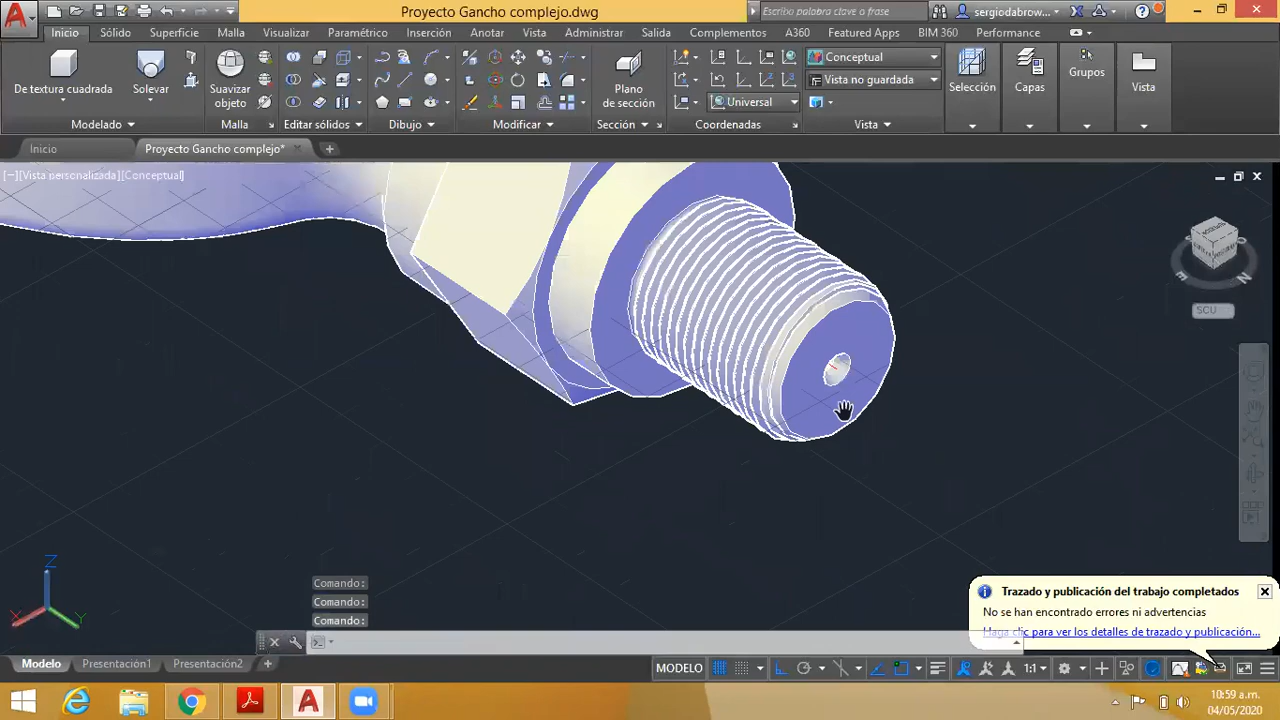 Proyecto Gancho complejo.dwg
Escribido palabra clave o frase
sergiodabrow...
Inicio Sólido Superficie Malla Visualizar Paramétrico Inserción Anotar Vista Administrar Salida Complementos A360 Featured Apps BIM 360 Performance
De textura cuadrada
Solevar
Suavizar objeto
Plano de sección
Conceptual
Vista no guardada
Universal
Selección
Capas
Grupos
Vista
Modelado
Malla
Editar sólidos
Dibujo
Modificar
Sección
Coordenadas
Vista
Inicio
Proyecto Gancho complejo*
[−][Vista personalizada][Conceptual]
SCU
Z
X
Y
Comando:
Comando:
Comando:
Trazado y publicación del trabajo completados
No se han encontrado errores ni advertencias
Haga clic para ver los detalles de trazado y publicación...
Modelo Presentación1 Presentación2
MODELO
1:1
10:59 a.m.
04/05/2020